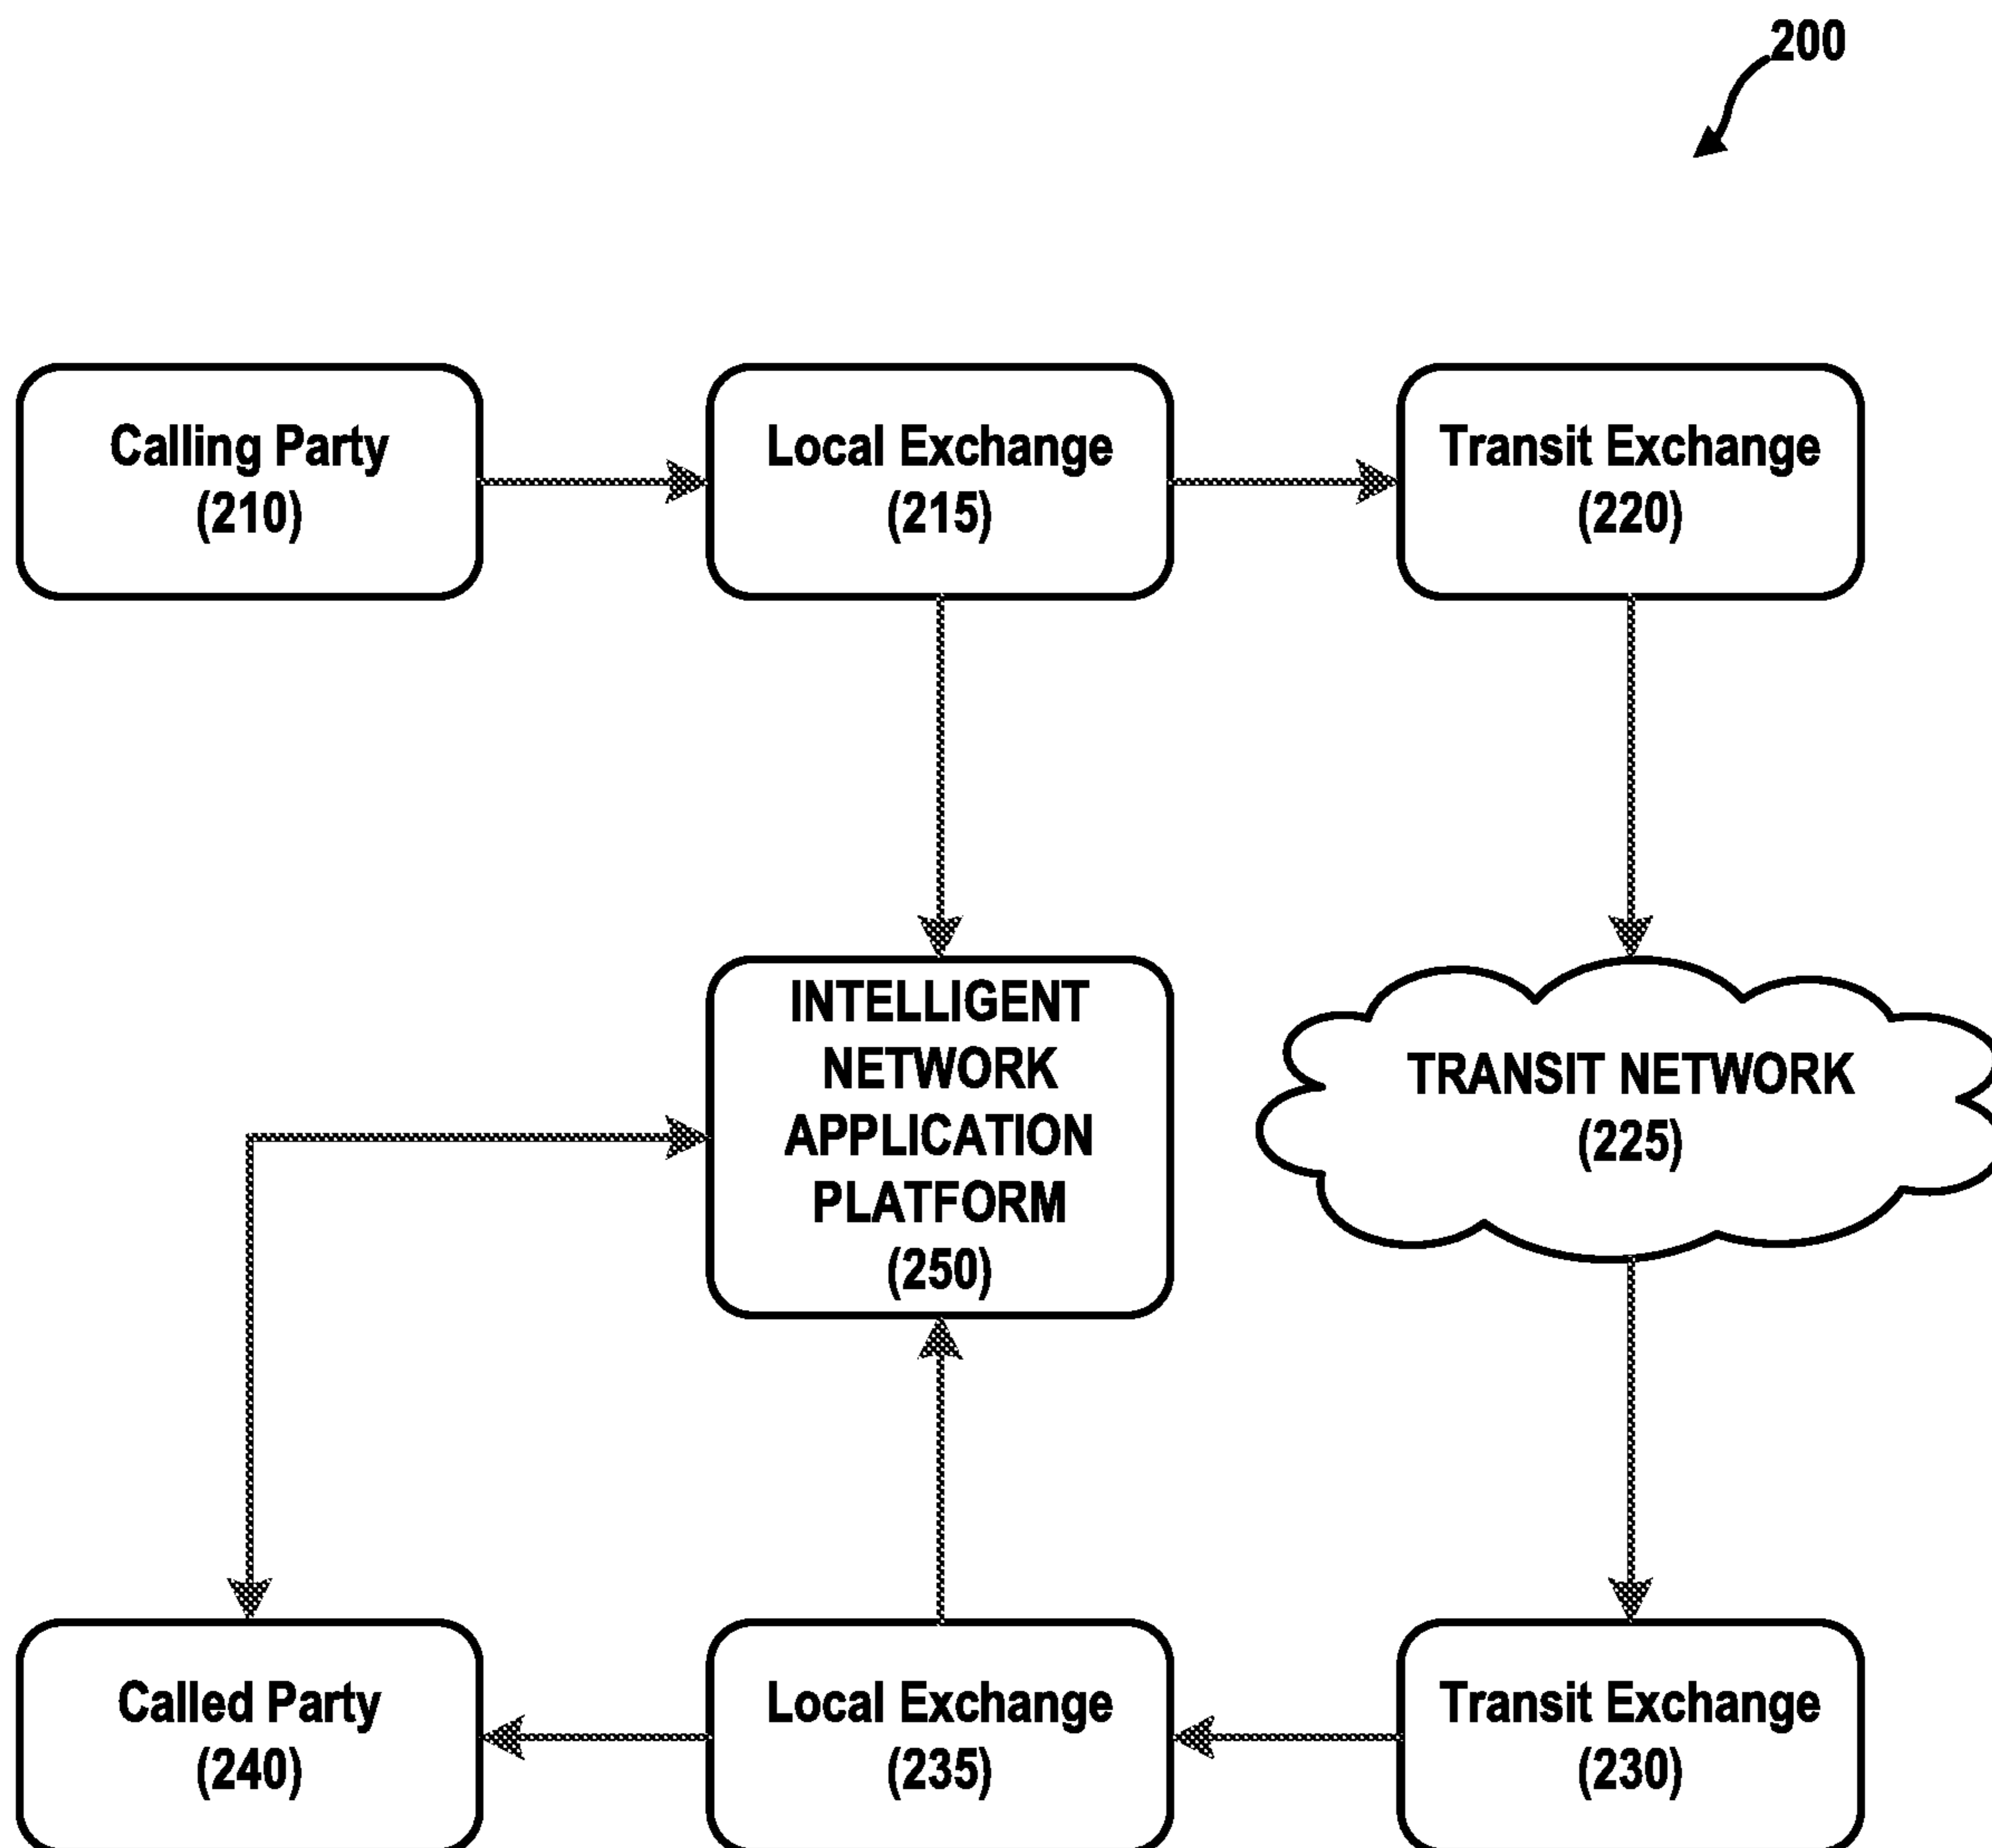 200
Calling Party
(210)
Local Exchange
(215)
Transit Exchange
(220)
INTELLIGENT
NETWORK
APPLICATION
PLATFORM
(250)
TRANSIT NETWORK
(225)
Called Party
(240)
Local Exchange
(235)
Transit Exchange
(230)